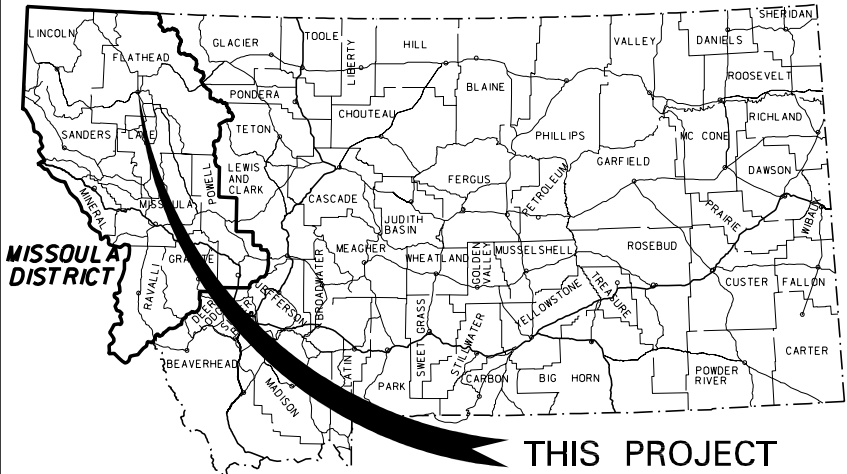 SHERIDAN
LINCOLN
TOOLE
GLACIER
HILL
VALLEY
DANIELS
FLATHEAD
LIBERTY
ROOSEVELT
BLAINE
PONDERA
CHOUTEAU
RICHLAND
TETON
SANDERS
LAKE
PHILLIPS
MC CONE
GARFIELD
LEWIS
AND
CLARK
POWELL
DAWSON
FERGUS
PETROLEUM
CASCADE
MINERAL
MISSOULA
PRAIRIE
WIBAUX
JUDITH
BASIN
MEAGHER
ROSEBUD
MUSSELSHELL
GOLDEN
VALLEY
WHEATLAND
MISSOULA
DISTRICT
GRANITE
RAVALLI
BROADWATER
JEFFERSON
CUSTER
FALLON
TREASURE
YELLOWSTONE
SWEET GRASS
STILLWATER
DEER
BEAVERHEAD
CARTER
MADISON
PARK
CARBON
BIG HORN
POWDER
RIVER
THIS PROJECT